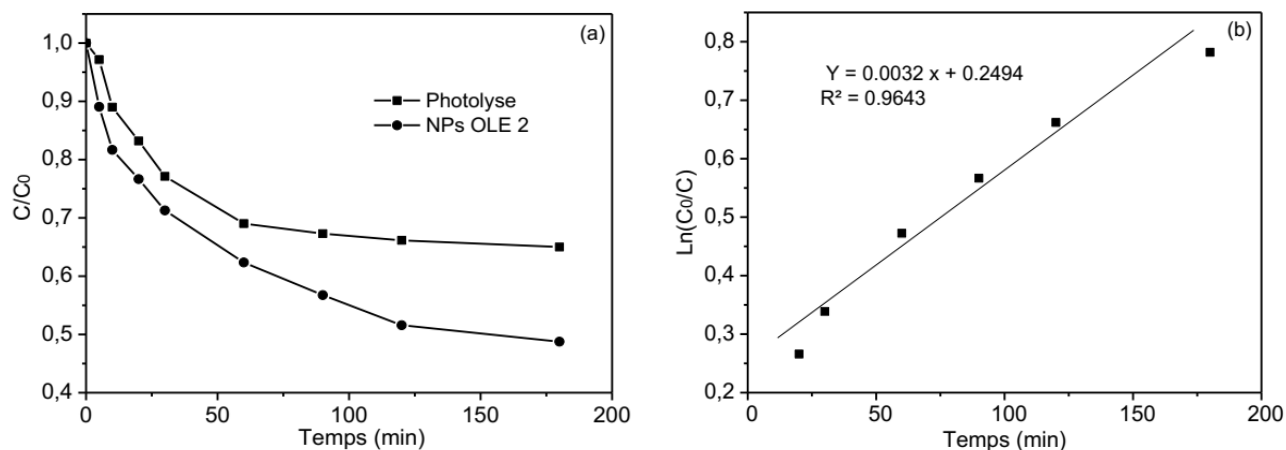 (a)
1,0
0,9
0,8
0,7
0,6
0,5
0,4
C/C0
Photolyse
NPs OLE 2
0 50 100 150 200
Temps (min)
(b)
0,8
0,7
0,6
0,5
0,4
0,3
0,2
Ln(C0/C)
Y = 0.0032 x + 0.2494
R² = 0.9643
0 50 100 150 200
Temps (min)